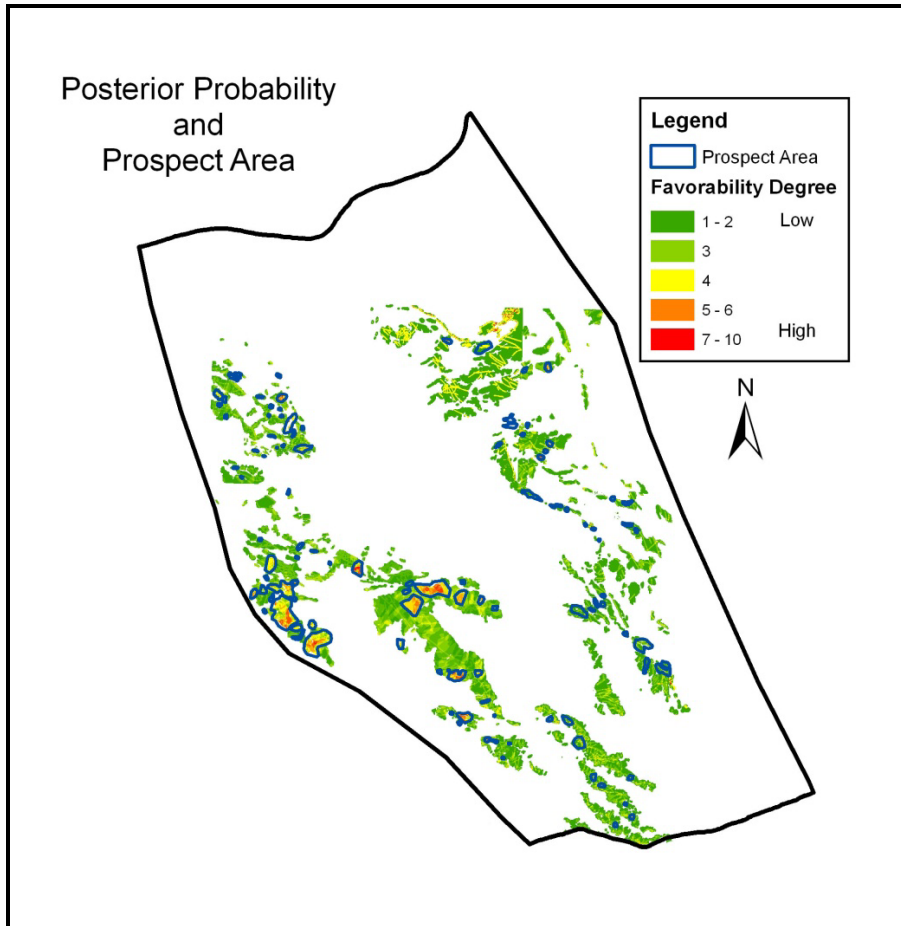 Posterior Probability
and
Prospect Area
Legend
Prospect Area
Favorability Degree
1 - 2 Low
3
4
5 - 6
7 - 10 High
N